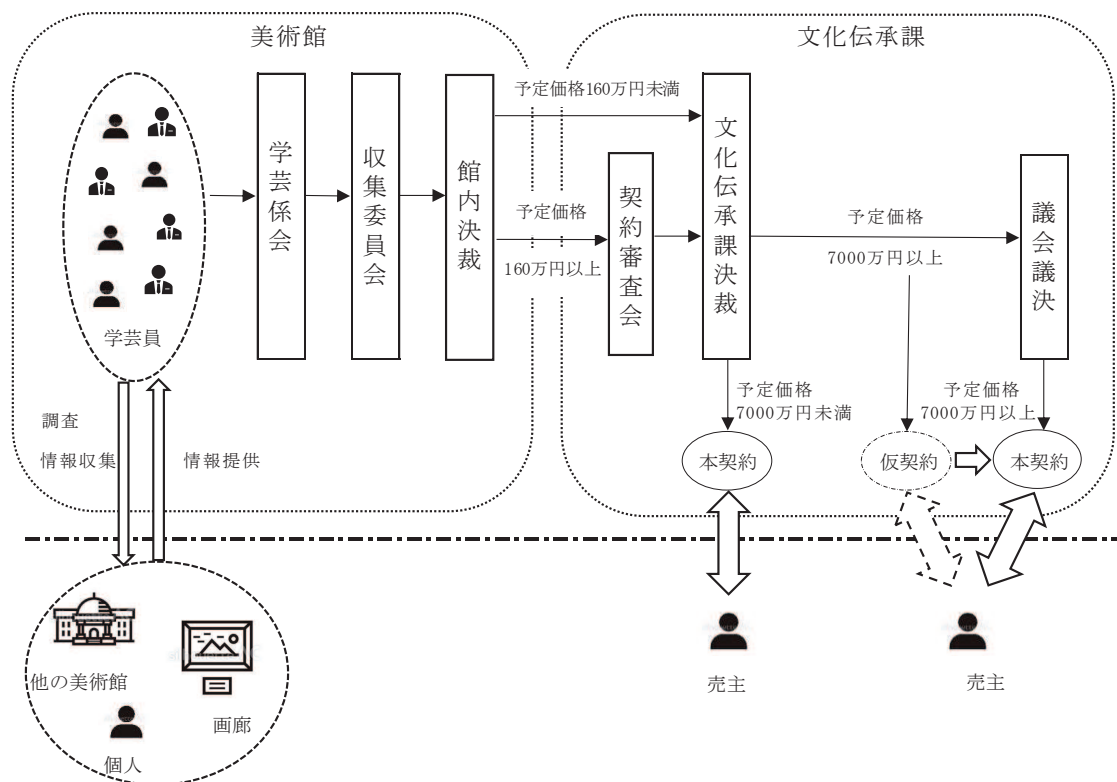 美術館
文化伝承課
学芸員
学芸係会
収集委員会
館内決裁
予定価格160万円未満
予定価格
160万円以上
契約審査会
文化伝承課決裁
予定価格
7000万円以上
議会議決
予定価格
7000万円未満
予定価格
7000万円以上
本契約
仮契約
本契約
調査
情報収集
情報提供
他の美術館
画廊
個人
売主
売主